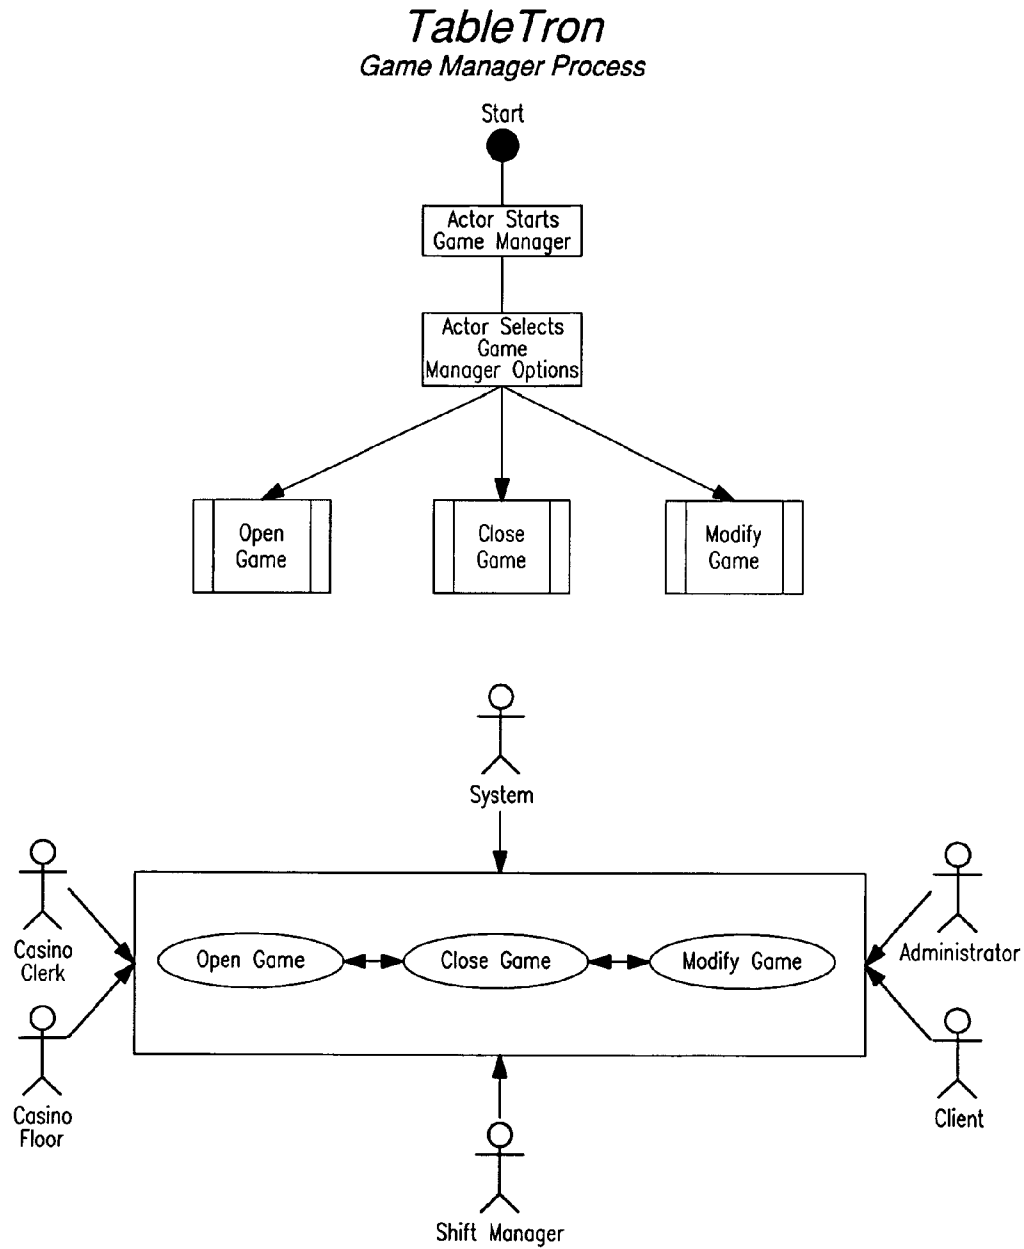 TableTron
Game Manager Process
Start
Actor Starts
Game Manager
Actor Selects
Game
Manager Options
Open
Game
Close
Game
Modify
Game
System
Casino
Clerk
Administrator
Open Game
Close Game
Modify Game
Casino
Floor
Client
Shift Manager